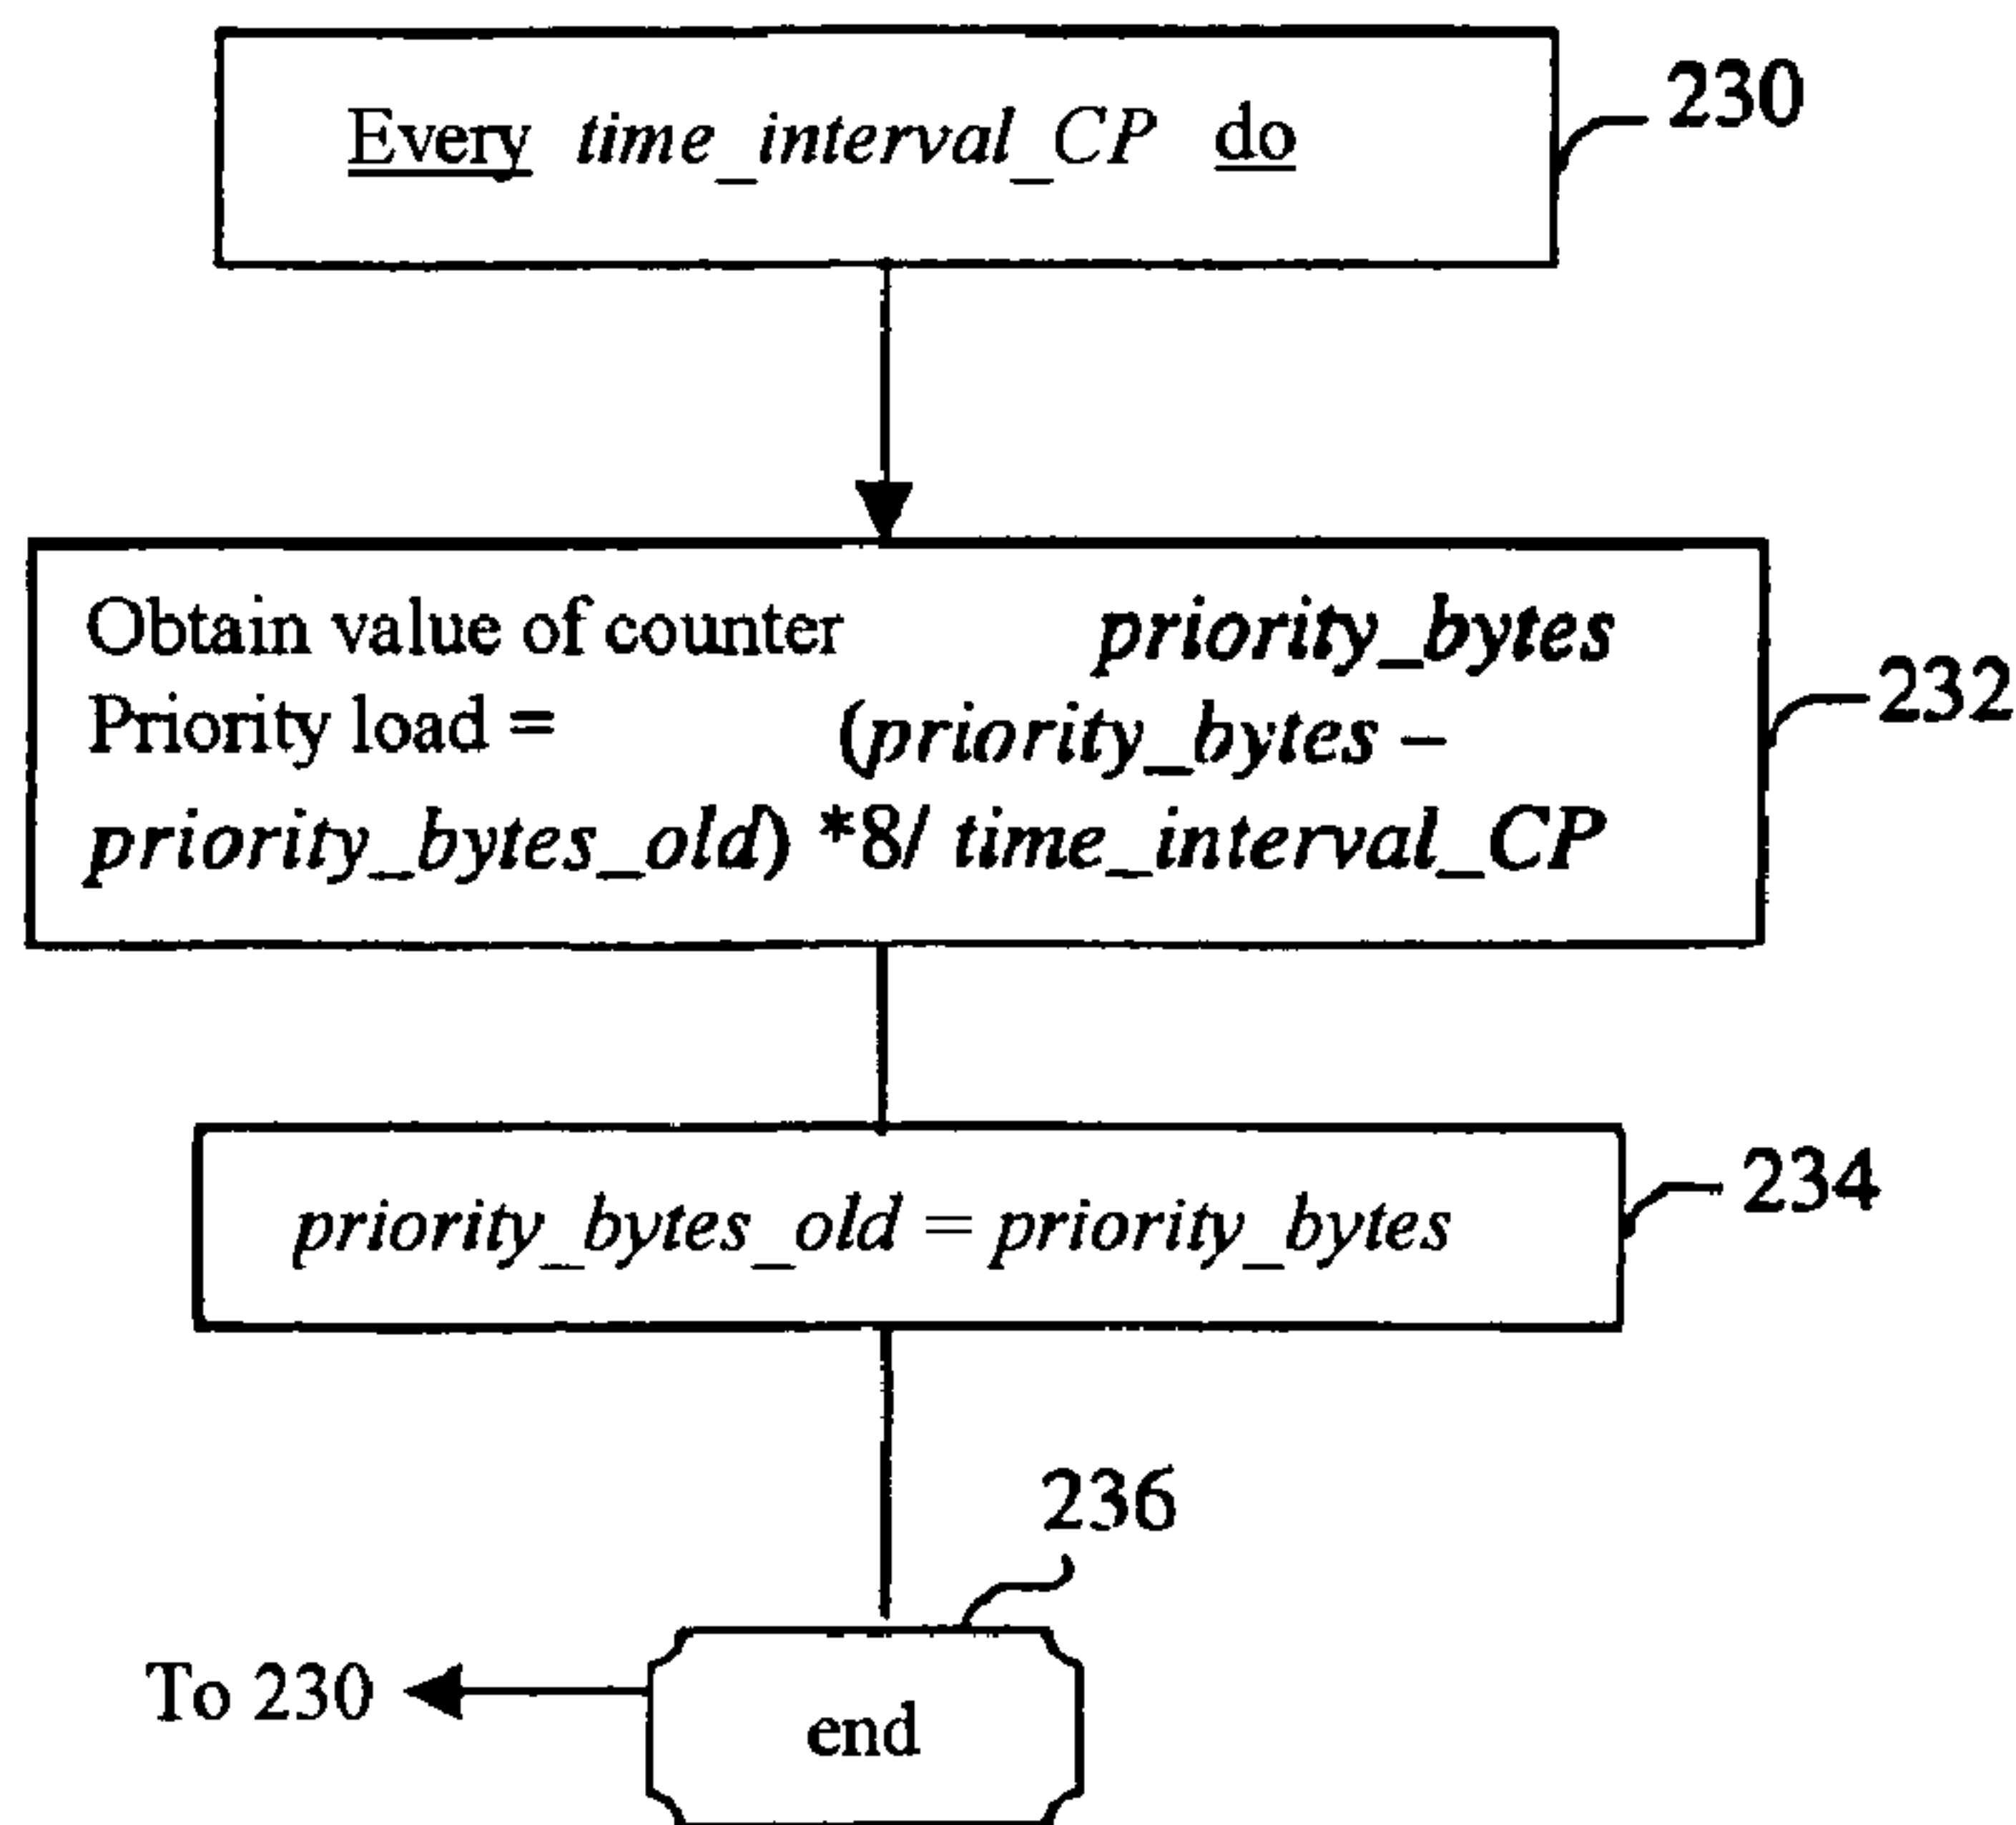 Every time_interval_CP do
230
Obtain value of counter priority_bytes
Priority load = (priority_bytes –
priority_bytes_old) *8/ time_interval_CP
232
priority_bytes_old = priority_bytes
234
236
To 230
end